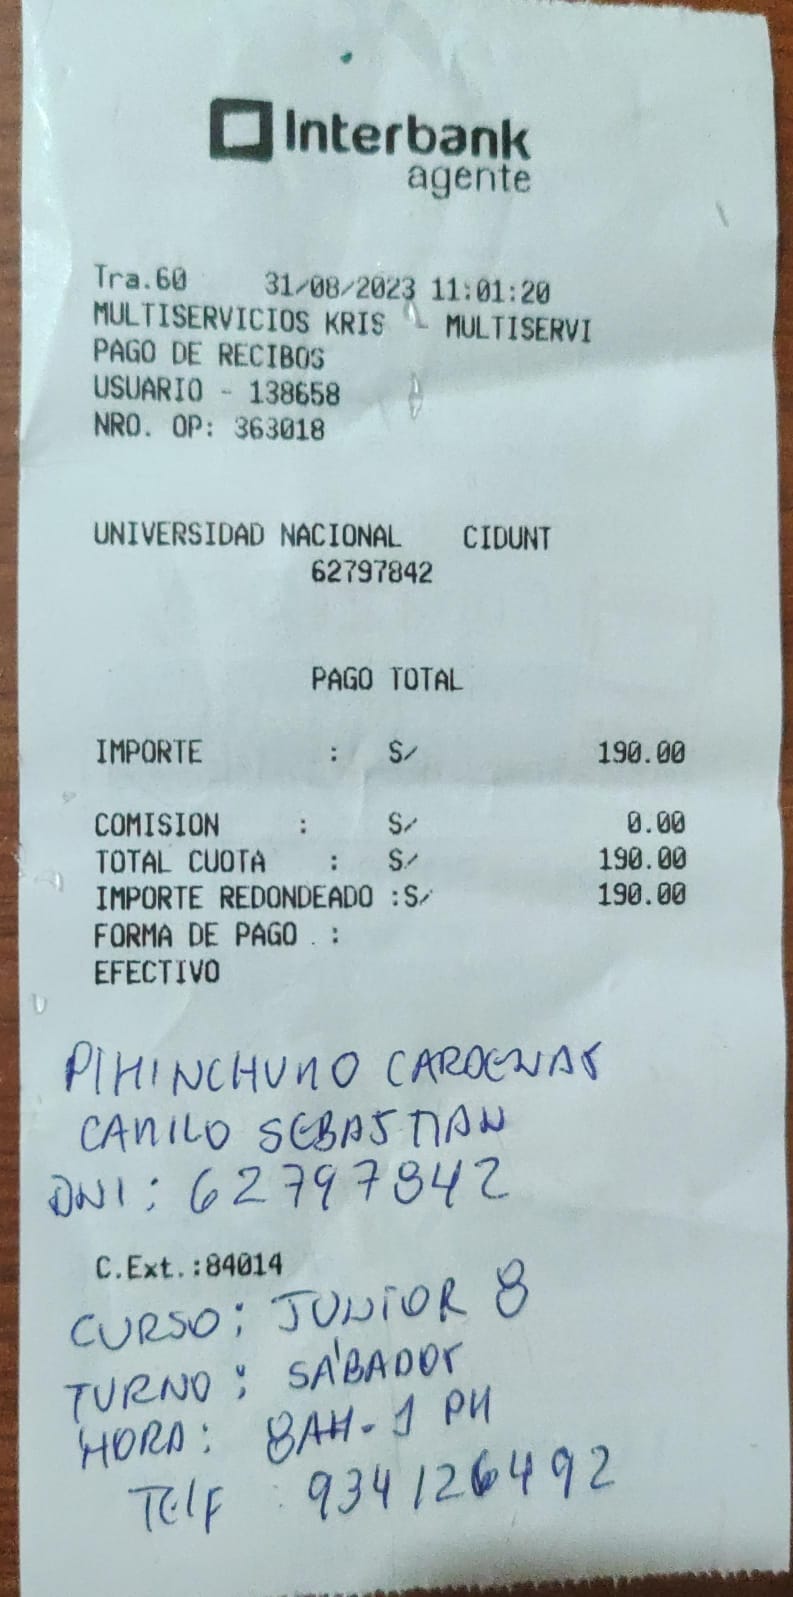 Interbank
agente
Tra.60 31/08/2023 11:01:20
MULTISERVICIOS KRIS - MULTISERVI
PAGO DE RECIBOS
USUARIO - 138658
NRO. OP: 363018
UNIVERSIDAD NACIONAL CIDUNT
62797842
PAGO TOTAL
IMPORTE : S/ 190.00
COMISION : S/ 0.00
TOTAL CUOTA : S/ 190.00
IMPORTE REDONDEADO :S/ 190.00
FORMA DE PAGO :
EFECTIVO
PIMINCHUMO CARDENAS
CAMILO SEBASTIAN
DNI: 62797842
C.Ext.:84014
CURSO: JUNIOR 8
TURNO: SÁBADOS
HORA: 8AM-1 PM
TELF : 934126492